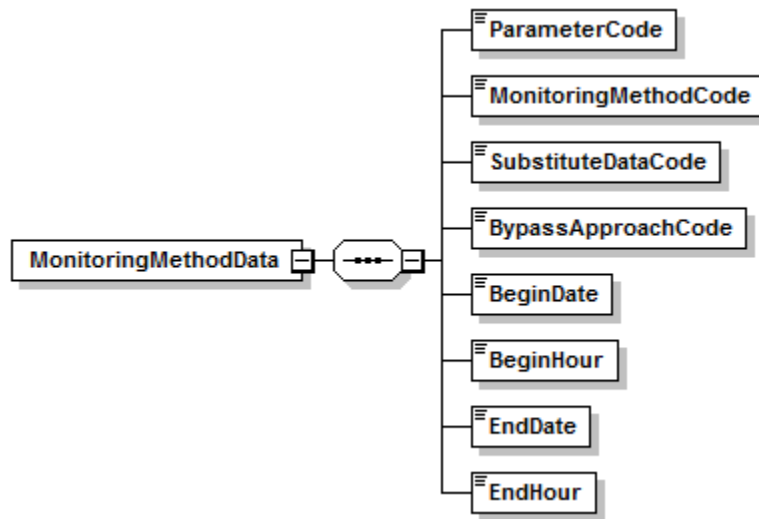 ParameterCode
MonitoringMethodCode
SubstituteDataCode
BypassApproachCode
MonitoringMethodData
BeginDate
BeginHour
EndDate
EndHour